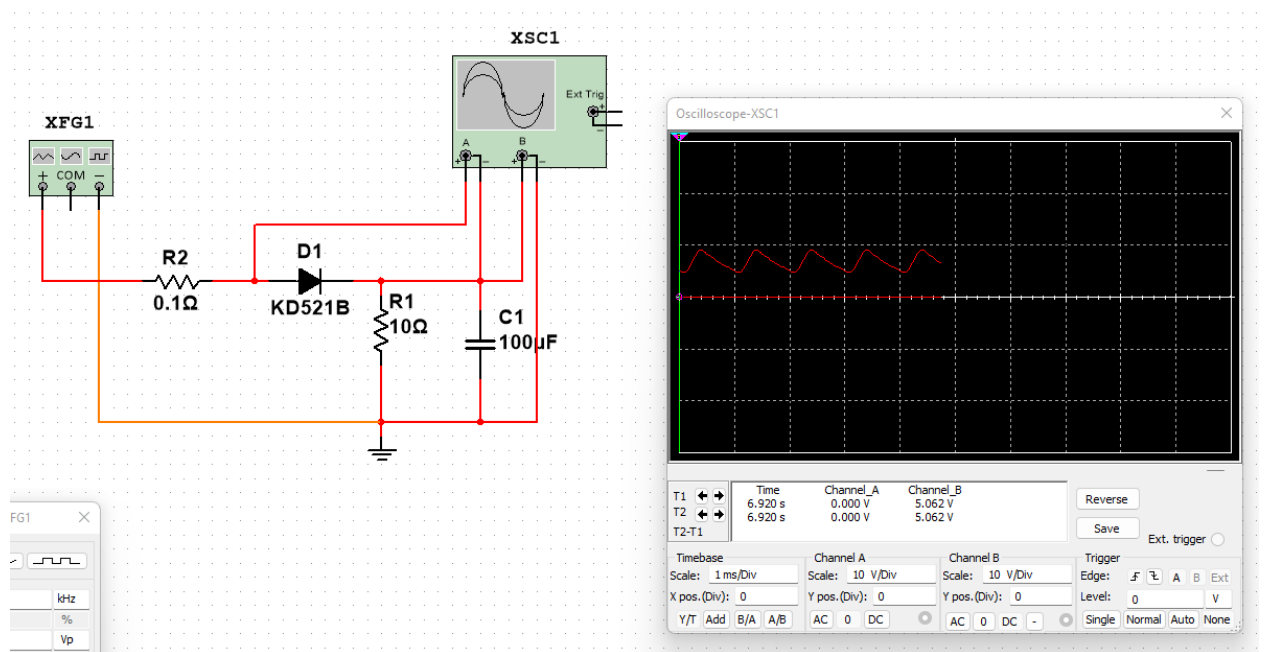 XSC1
Ext Trig
+
−
A
B
+ − + −
XFG1
+ COM −
R2
0.1Ω
D1
KD521B
R1
10Ω
C1
100µF
FG1
kHz
%
Vp
Oscilloscope-XSC1
Time Channel_A Channel_B
T1 6.920 s 0.000 V 5.062 V
T2 6.920 s 0.000 V 5.062 V
T2-T1
Reverse
Save
Ext. trigger
Timebase
Scale: 1 ms/Div
X pos.(Div): 0
Y/T Add B/A A/B
Channel A
Scale: 10 V/Div
Y pos.(Div): 0
AC 0 DC
Channel B
Scale: 10 V/Div
Y pos.(Div): 0
AC 0 DC -
Trigger
Edge: A B Ext
Level: 0 V
Single Normal Auto None